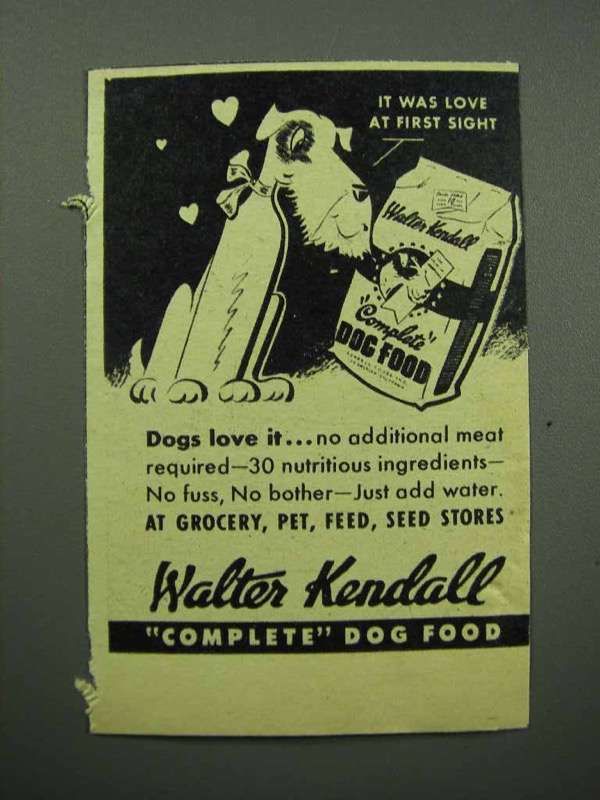 IT WAS LOVE
AT FIRST SIGHT
Walter Kendall
"Complete"
DOG FOOD
Dogs love it...no additional meat
required—30 nutritious ingredients—
No fuss, No bother—Just add water.
AT GROCERY, PET, FEED, SEED STORES
Walter Kendall
"COMPLETE" DOG FOOD